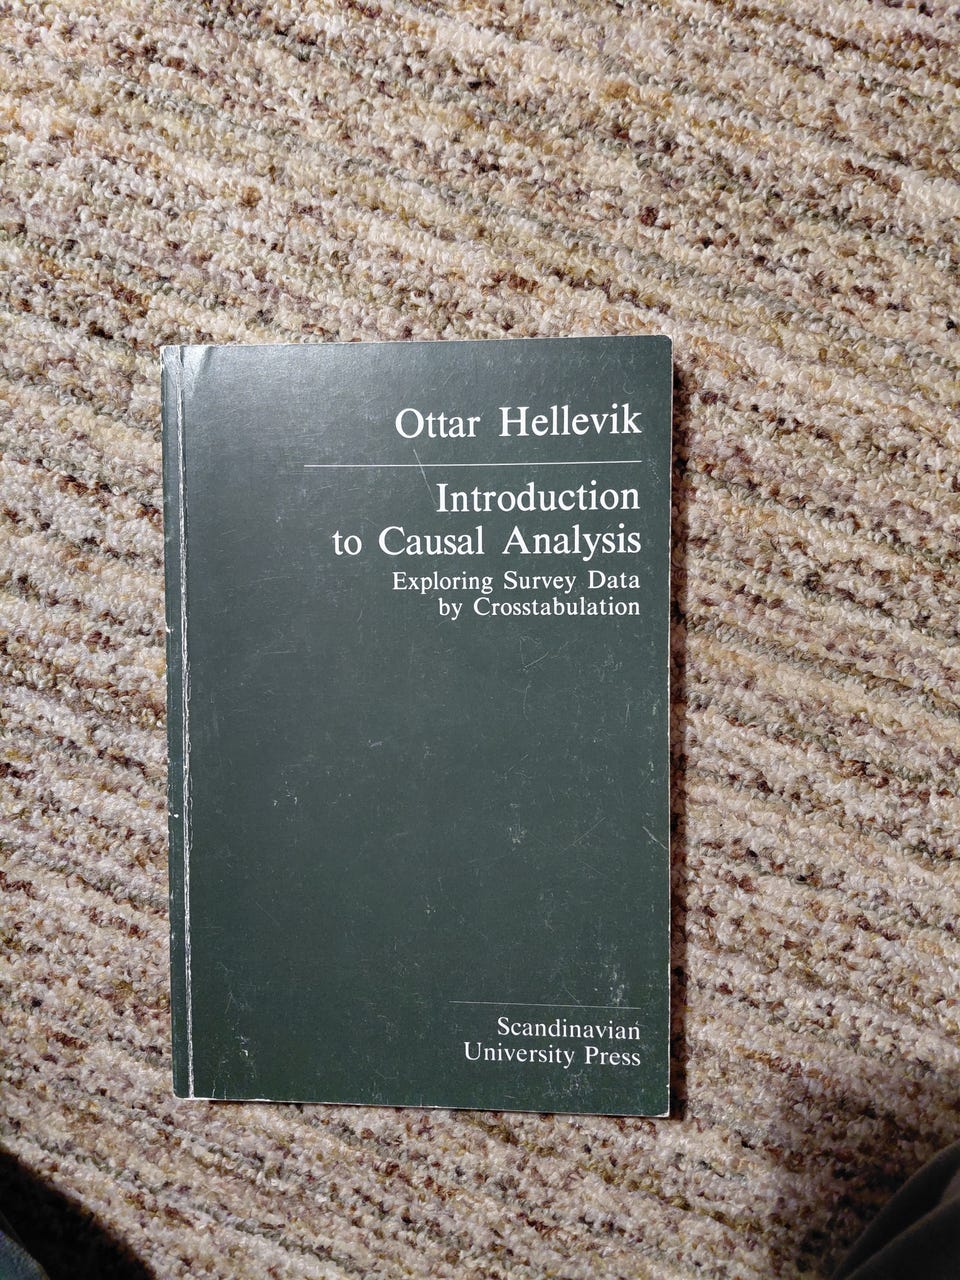 Ottar Hellevik
Introduction
to Causal Analysis
Exploring Survey Data
by Crosstabulation
Scandinavian
University Press